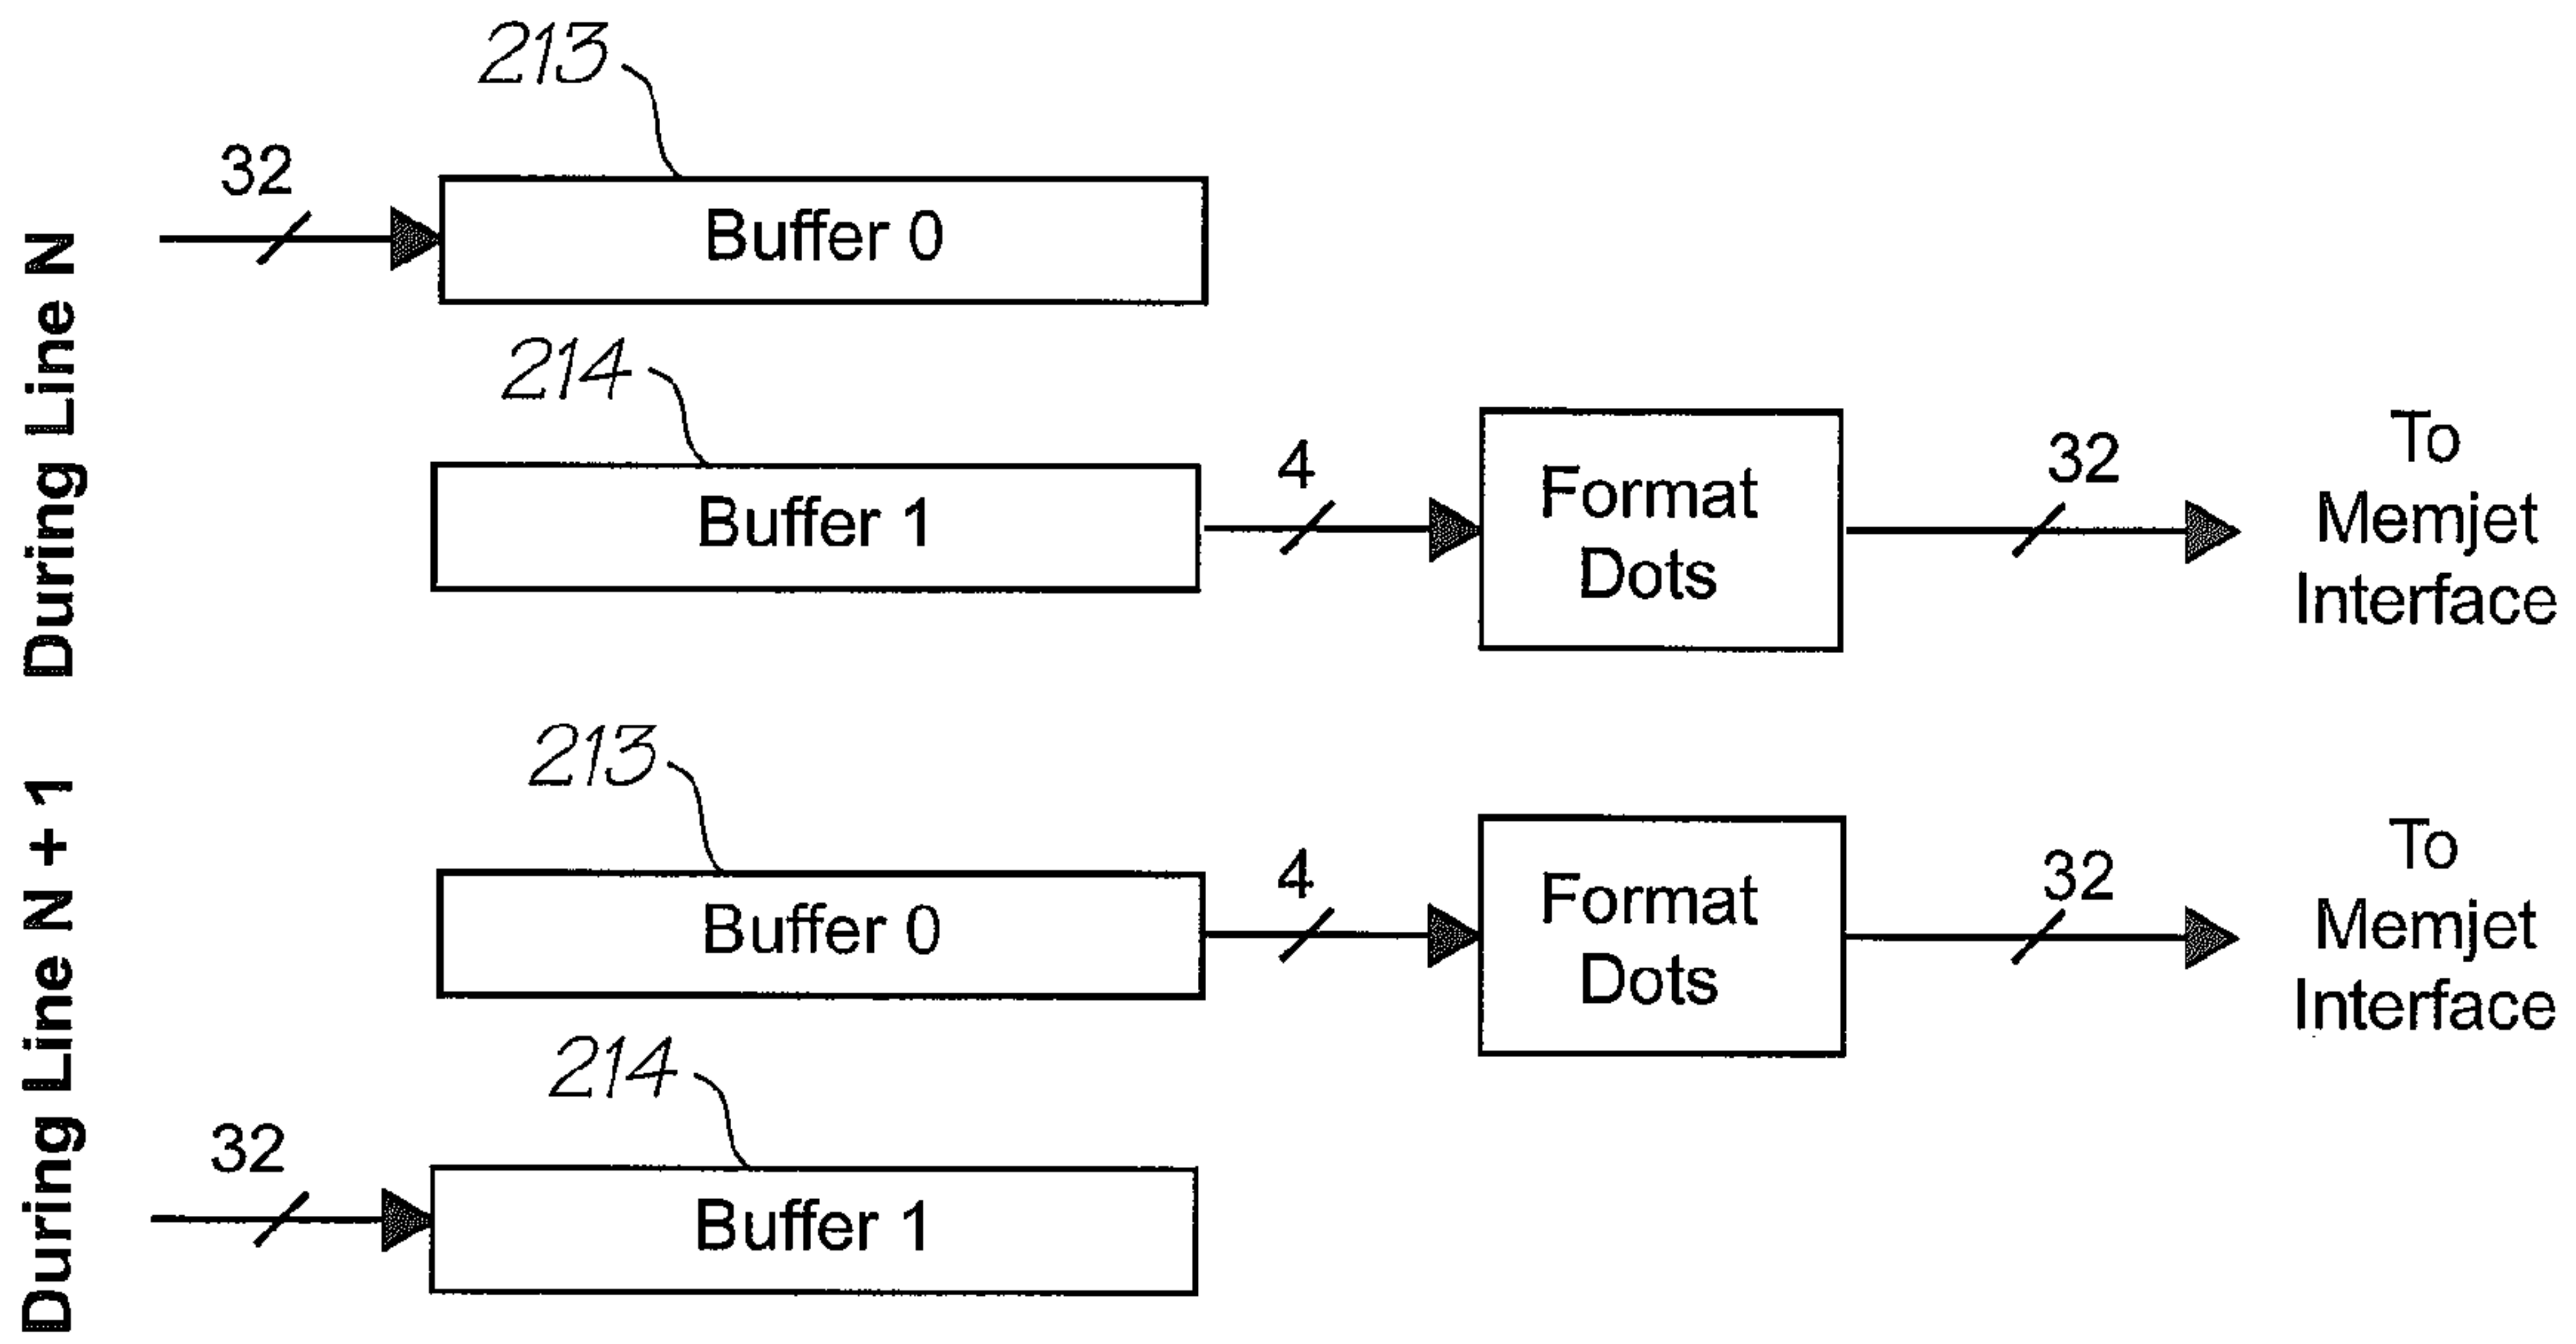 During Line N
213
32
Buffer 0
214
Buffer 1
4
Format
Dots
32
To
Memjet
Interface
During Line N + 1
213
Buffer 0
4
Format
Dots
32
To
Memjet
Interface
214
32
Buffer 1